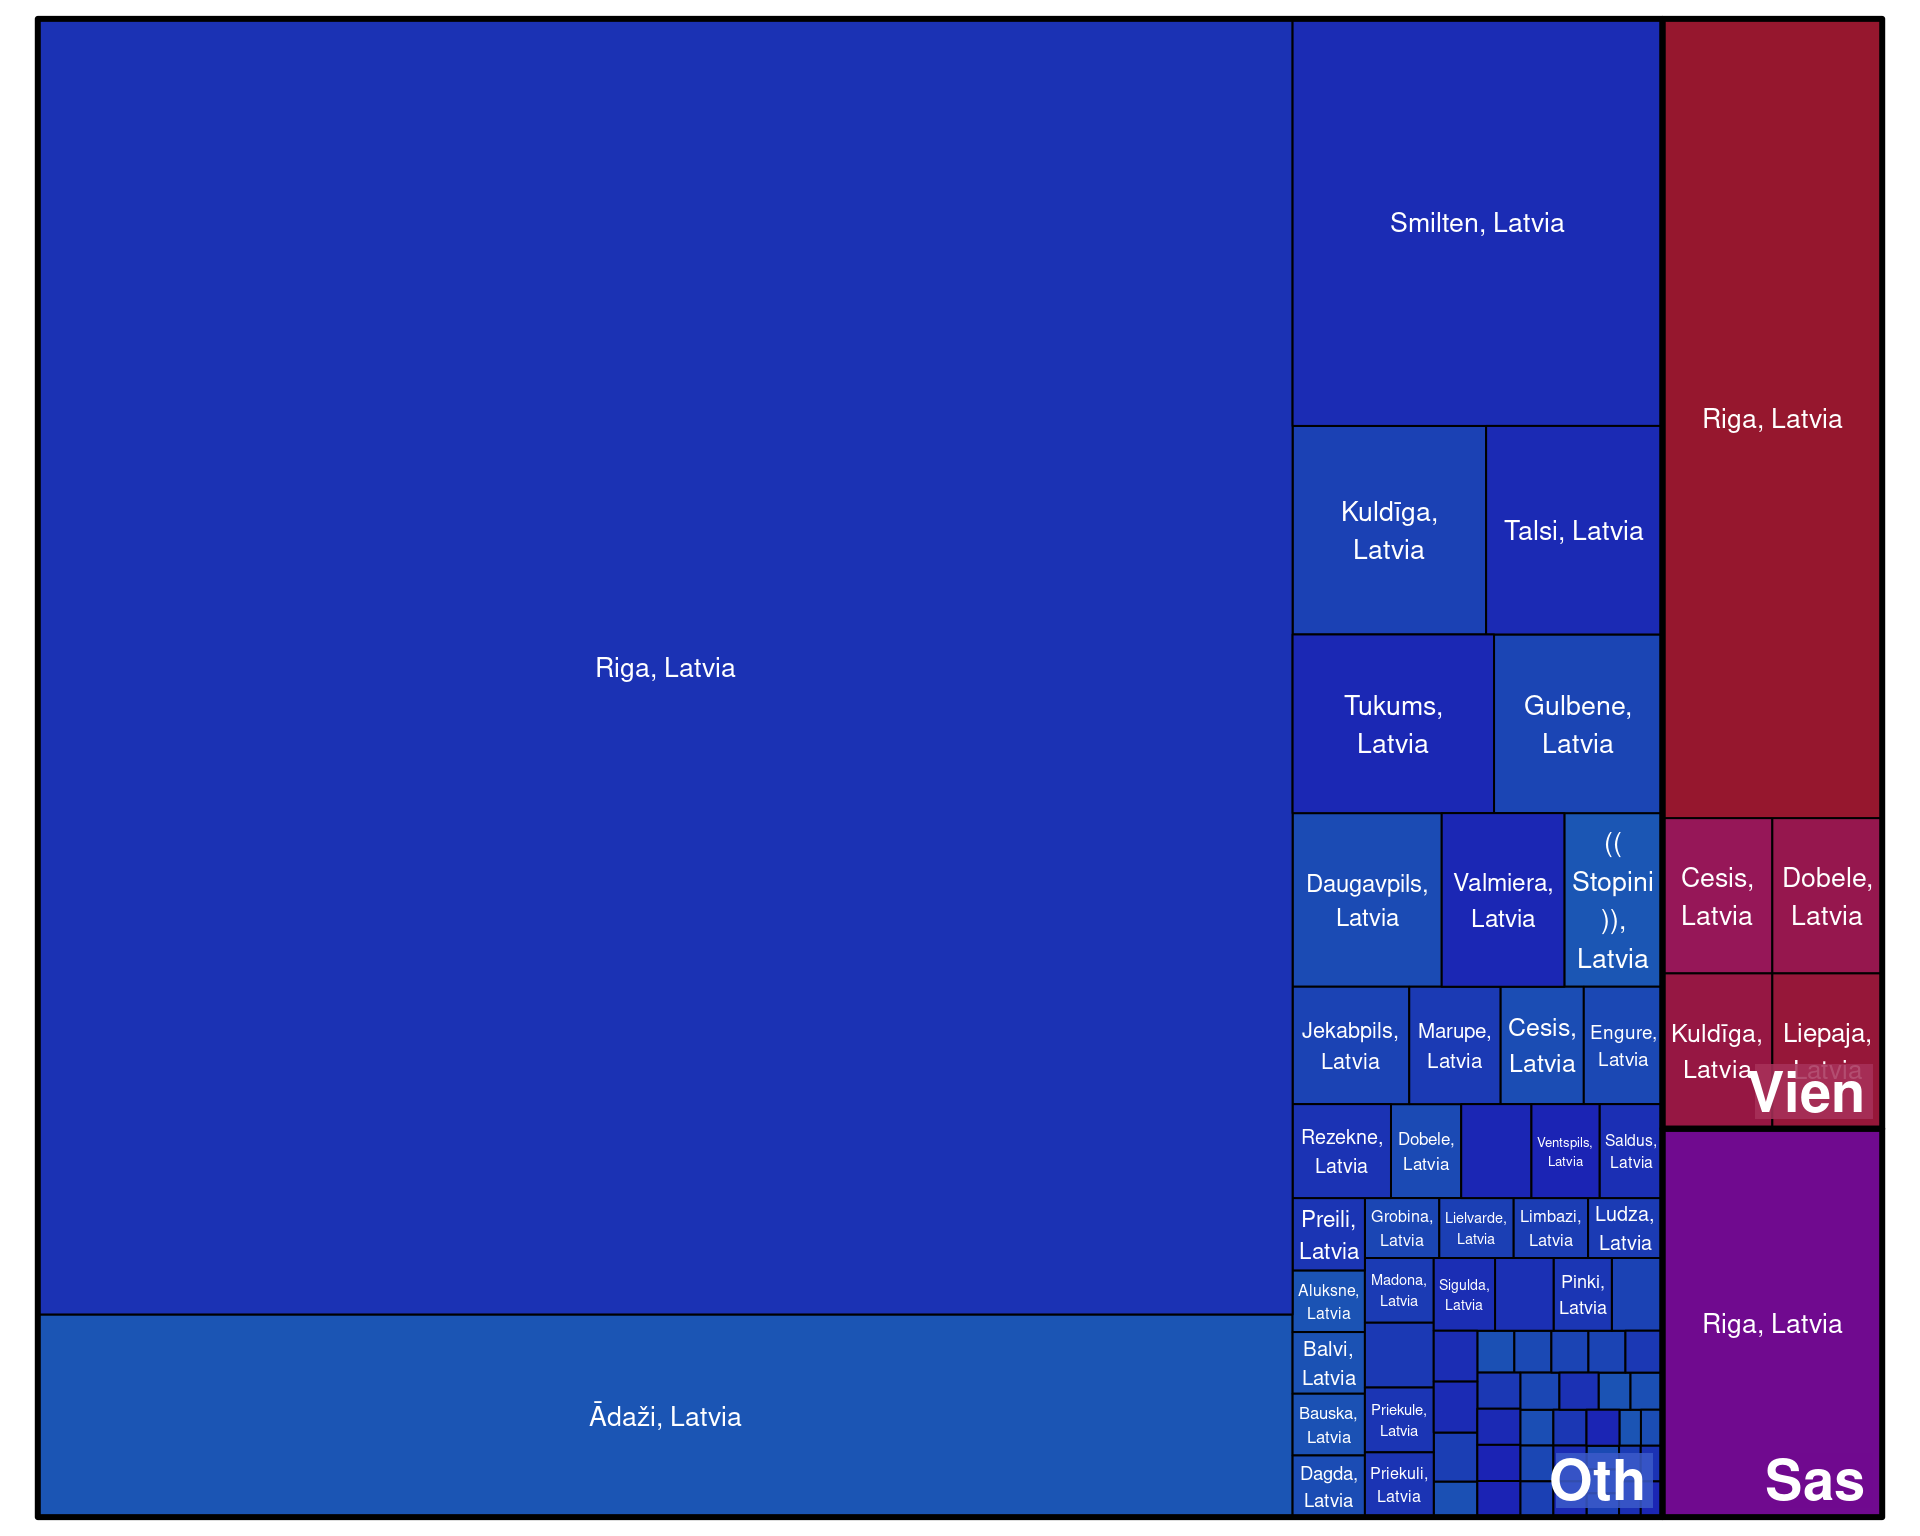 Riga, Latvia
Ādaži, Latvia
Smilten, Latvia
Kuldīga,
Latvia
Talsi, Latvia
Tukums,
Latvia
Gulbene,
Latvia
Daugavpils,
Latvia
Valmiera,
Latvia
((
Stopini
)),
Latvia
Jekabpils,
Latvia
Marupe,
Latvia
Cesis,
Latvia
Engure,
Latvia
Rezekne,
Latvia
Dobele,
Latvia
Ventspils,
Latvia
Saldus,
Latvia
Preili,
Latvia
Grobina,
Latvia
Lielvarde,
Latvia
Limbazi,
Latvia
Ludza,
Latvia
Aluksne,
Latvia
Madona,
Latvia
Sigulda,
Latvia
Pinki,
Latvia
Balvi,
Latvia
Bauska,
Latvia
Priekule,
Latvia
Dagda,
Latvia
Priekuli,
Latvia
Oth
Riga, Latvia
Cesis,
Latvia
Dobele,
Latvia
Kuldīga,
Latvia
Liepaja,
Latvia
Vien
Riga, Latvia
Sas